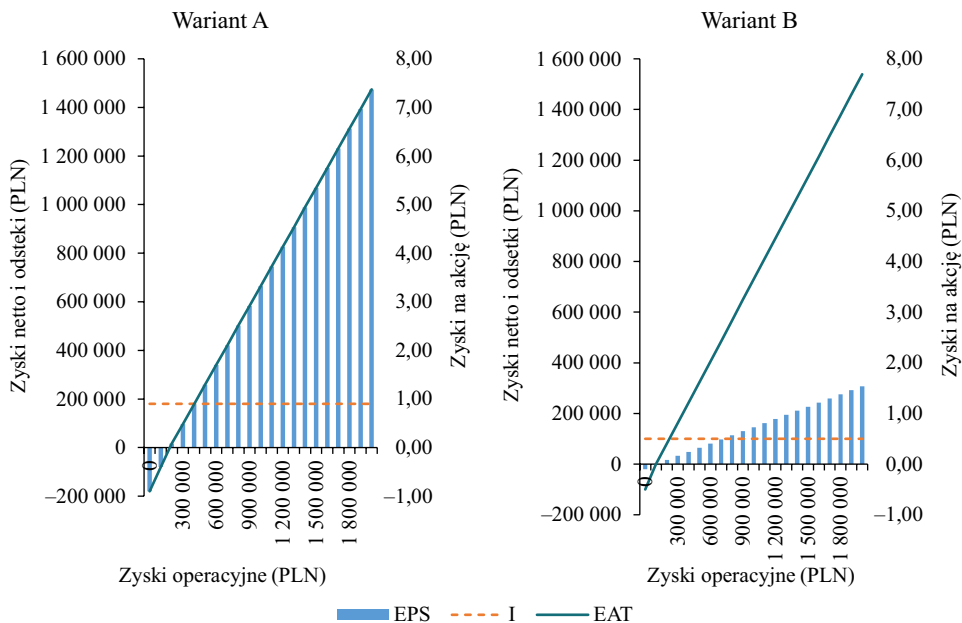 Wariant A
Zyski netto i odsteki (PLN)
1 600 000
1 400 000
1 200 000
1 000 000
800 000
600 000
400 000
200 000
0
–200 000
8,00
7,00
6,00
5,00
4,00
3,00
2,00
1,00
0,00
–1,00
Zyski na akcję (PLN)
0
300 000
600 000
900 000
1 200 000
1 500 000
1 800 000
Zyski operacyjne (PLN)
Wariant B
Zyski netto i odsetki (PLN)
1 600 000
1 400 000
1 200 000
1 000 000
800 000
600 000
400 000
200 000
0
–200 000
8,00
7,00
6,00
5,00
4,00
3,00
2,00
1,00
0,00
–1,00
Zyski na akcję (PLN)
0
300 000
600 000
900 000
1 200 000
1 500 000
1 800 000
Zyski operacyjne (PLN)
EPS I EAT